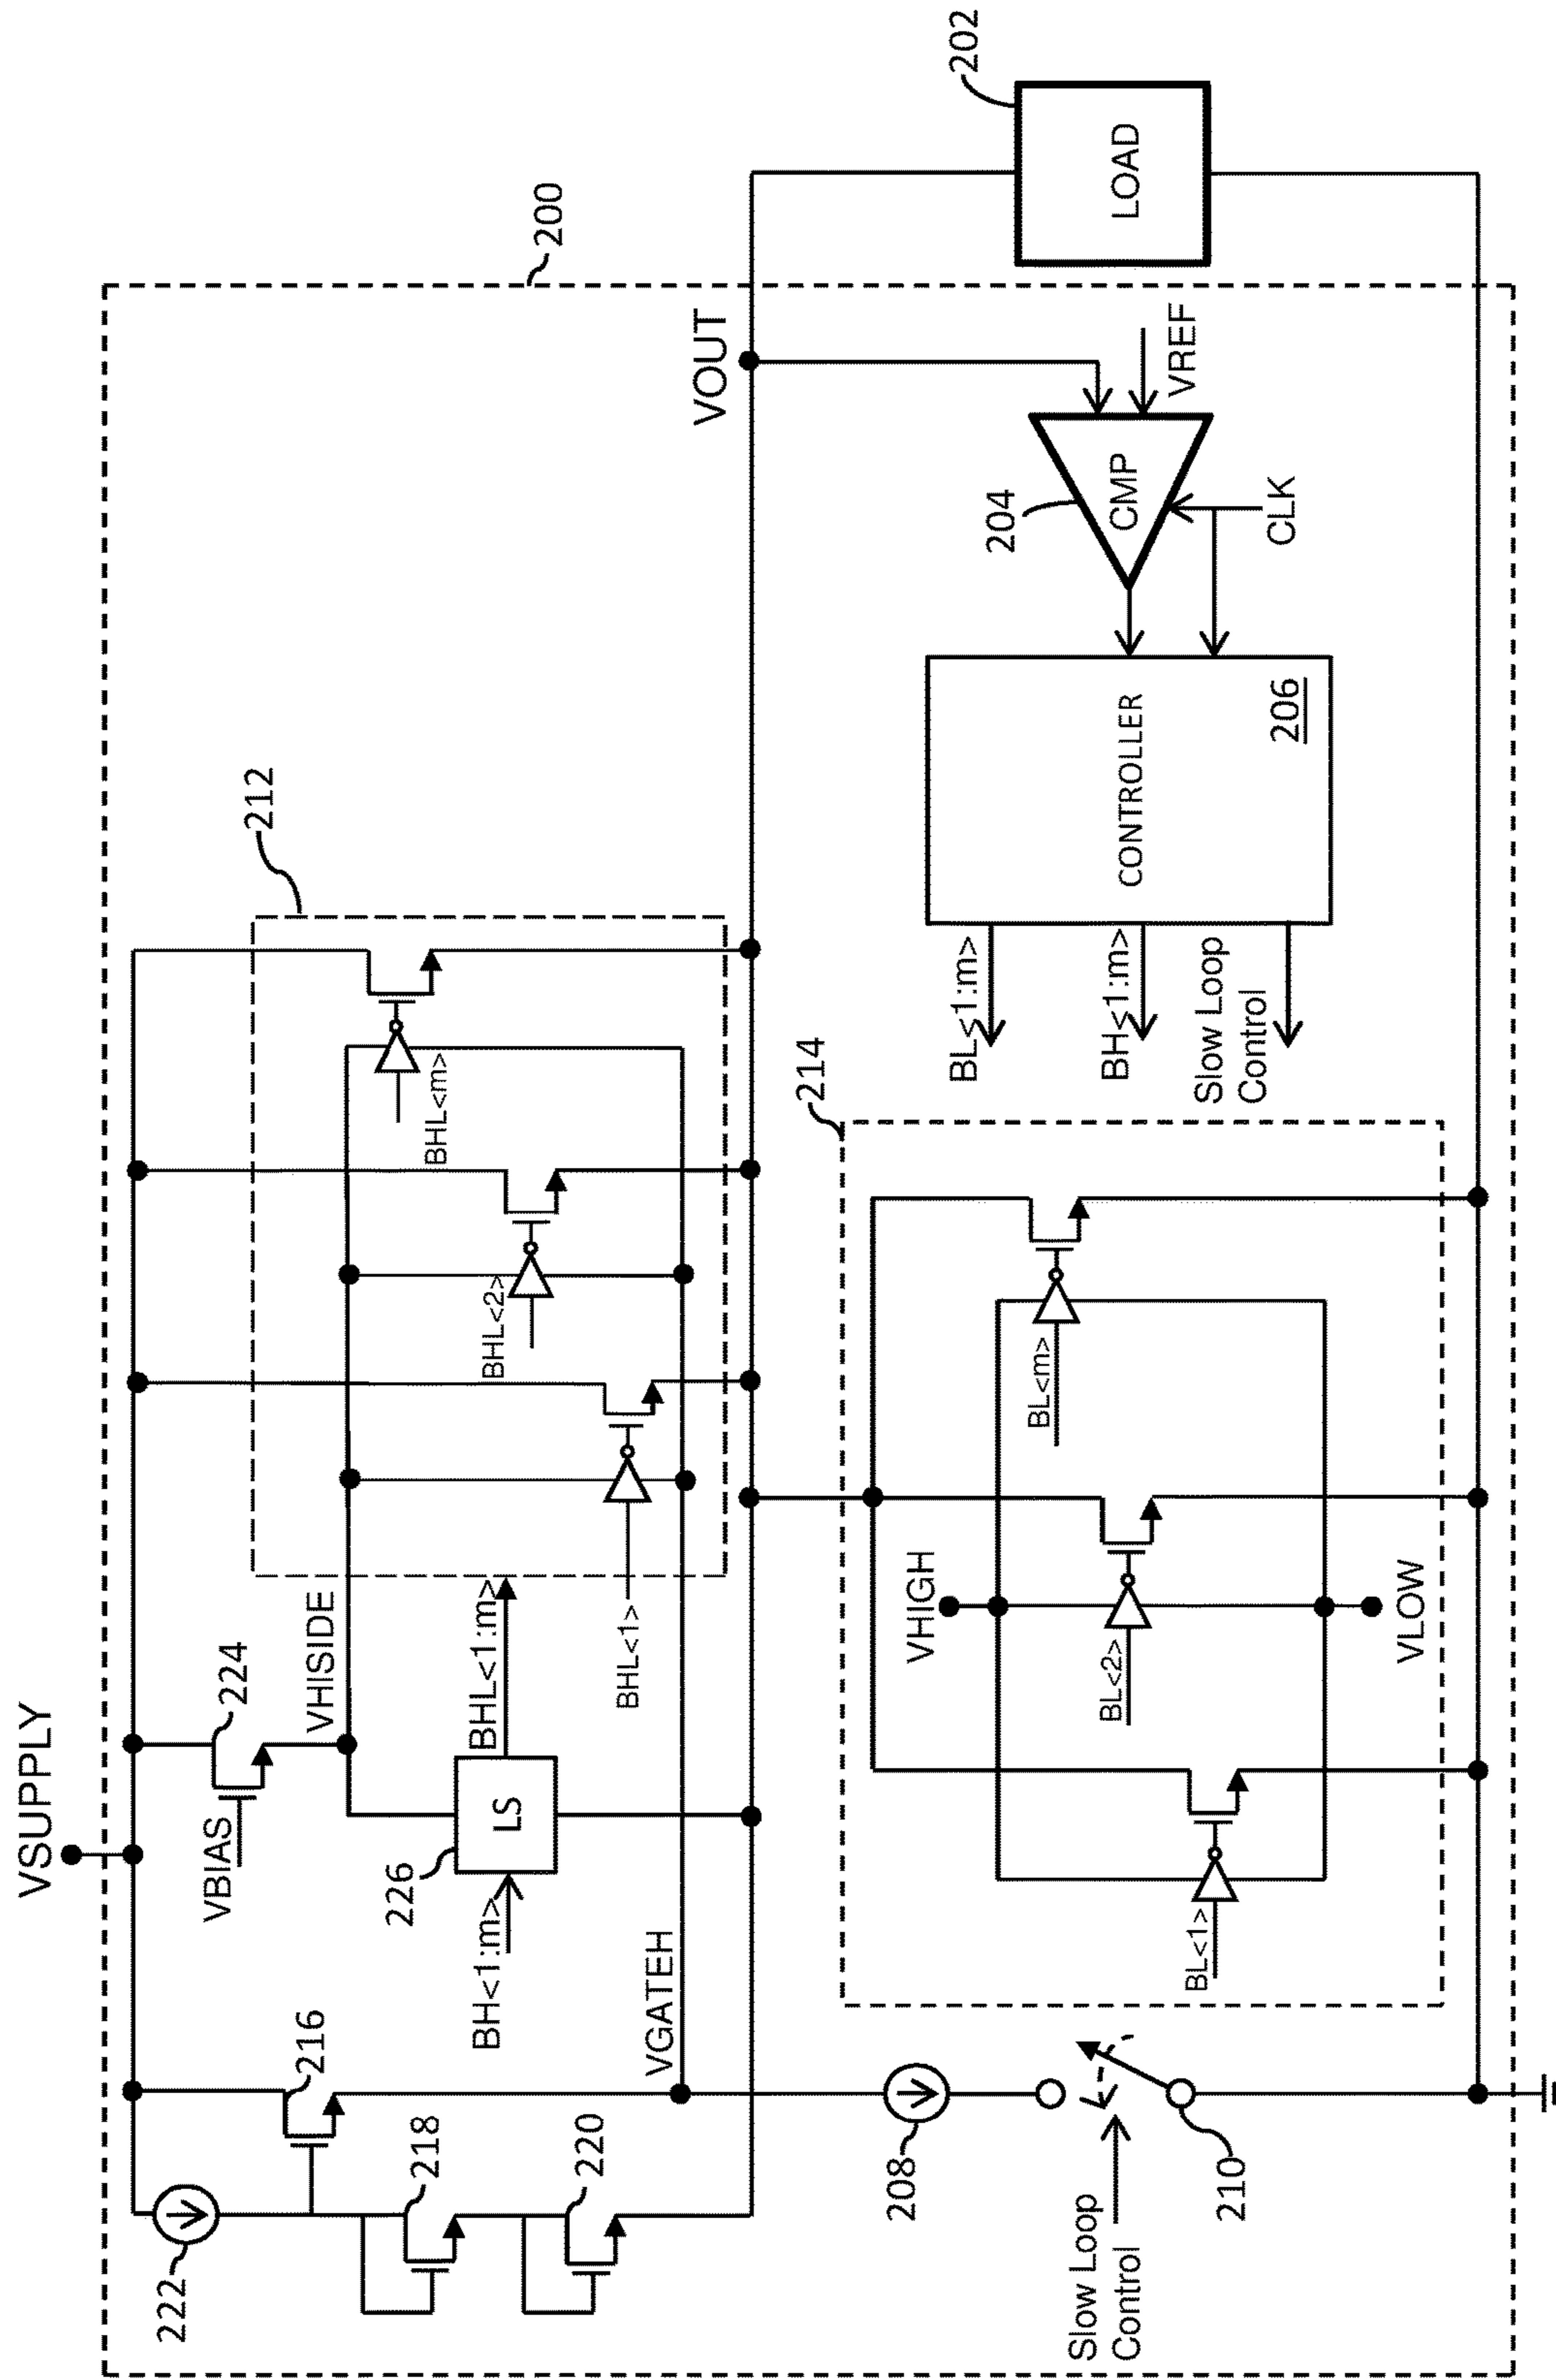 VSUPPLY
200
222
216
218
220
VBIAS
224
VHISIDE
212
BH<1:m>
226
LS
BHL<1:m>
BHL<1>
BHL<2>
BHL<m>
VGATEH
VOUT
202
LOAD
208
Slow Loop
Control
210
214
VHIGH
VLOW
BL<1>
BL<2>
BL<m>
BL<1:m>
BH<1:m>
Slow Loop
Control
CONTROLLER
206
204
CMP
VREF
CLK